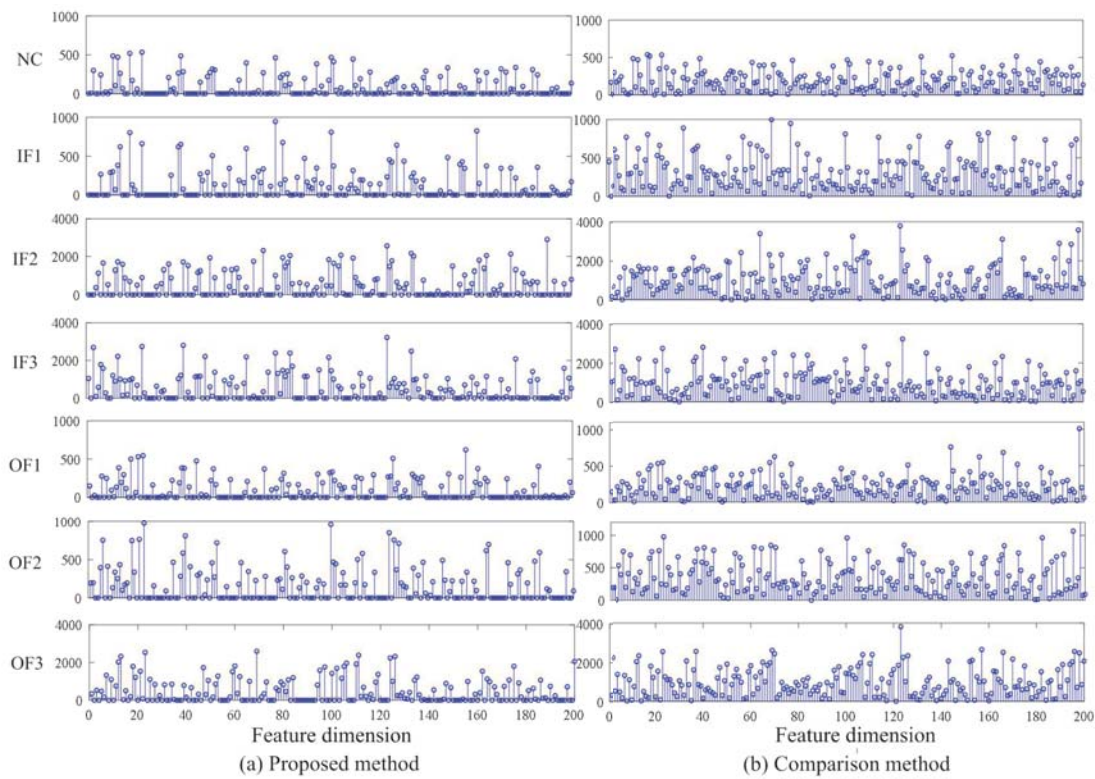 1000 1000
NC 500 500
0 0
1000 1000
IF1 500 500
0 0
4000 4000
IF2 2000 2000
0 0
4000 4000
IF3 2000 2000
0 0
1000 1000
OF1 500 500
0 0
1000 1000
OF2 500 500
0 0
4000 4000
OF3 2000 2000
0 0
0 20 40 60 80 100 120 140 160 180 200 0 20 40 60 80 100 120 140 160 180 200
Feature dimension Feature dimension
(a) Proposed method (b) Comparison method